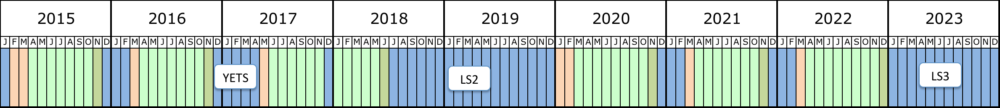 2015 2016 2017 2018 2019 2020 2021 2022 2023
J F M A M J J A S O N D J F M A M J J A S O N D J F M A M J J A S O N D J F M A M J J A S O N D J F M A M J J A S O N D J F M A M J J A S O N D J F M A M J J A S O N D J F M A M J J A S O N D J F M A M J J A S O N D
YETS LS2 LS3